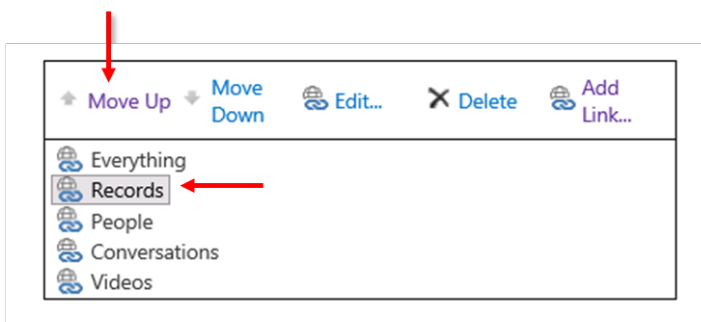 Move Up
Move
Down
Edit...
Delete
Add
Link...
Everything
Records
People
Conversations
Videos